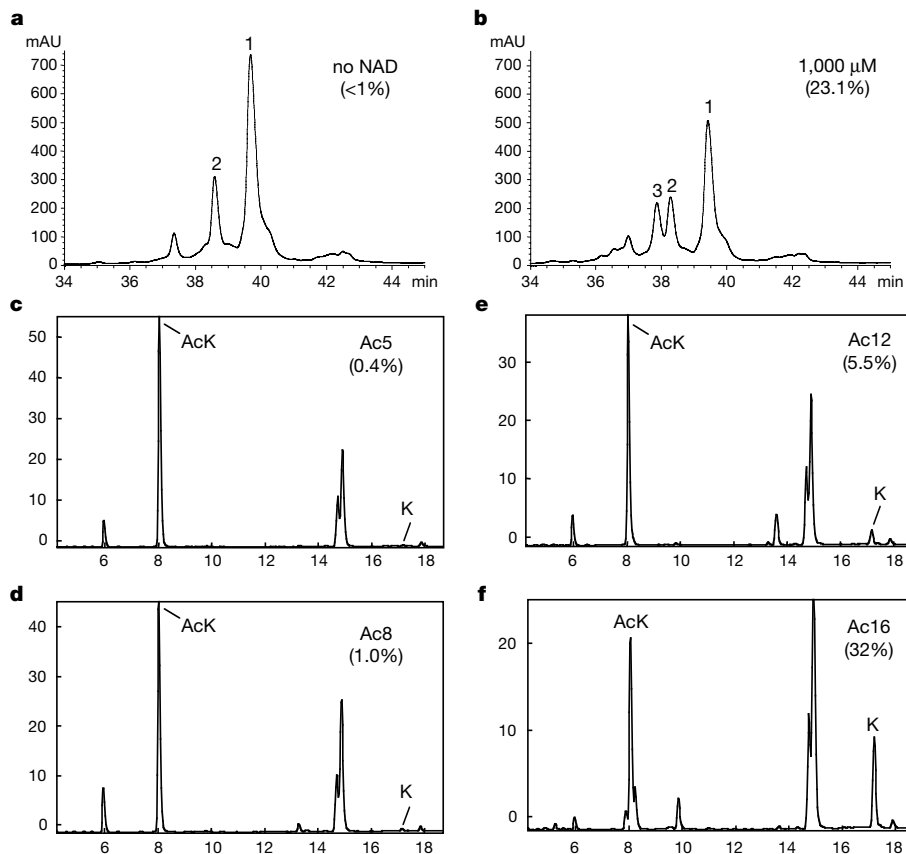 a
mAU
700
600
500
400
300
200
100
0
1
2
no NAD
(<1%)
34 36 38 40 42 min
b
mAU
700
600
500
400
300
200
100
0
1
3 2
1,000 μM
(23.1%)
34 36 38 40 42 44 min
c
50
40
30
20
10
0
AcK
Ac5
(0.4%)
K
6 8 10 12 14 16 18
e
30
20
10
0
AcK
Ac12
(5.5%)
K
6 8 10 12 14 16 18
d
40
30
20
10
0
AcK
Ac8
(1.0%)
K
6 8 10 12 14 16 18
f
20
10
0
AcK
Ac16
(32%)
K
6 8 10 12 14 16 18